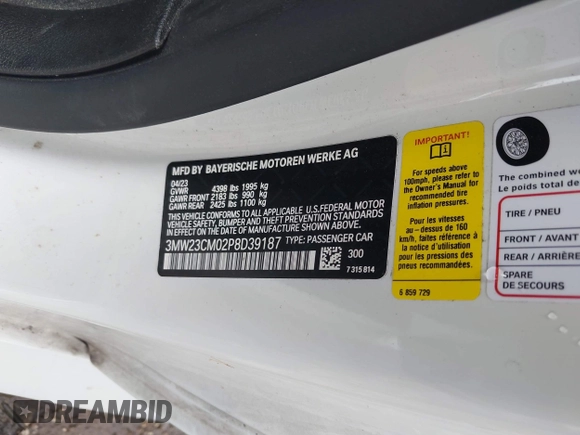 MFD BY BAYERISCHE MOTOREN WERKE AG
04/23
GVWR 4398 lbs 1995 kg
GAWR FRONT 2183 lbs 990 kg
GAWR REAR 2425 lbs 1100 kg
THIS VEHICLE CONFORMS TO ALL APPLICABLE U.S. FEDERAL MOTOR
VEHICLE SAFETY, BUMPER AND THEFT PREVENTION STANDARDS
IN EFFECT ON THE DATE OF MANUFACTURE SHOWN ABOVE.
3MW23CM02P8D39187 TYPE: PASSENGER CAR
300
7 315 814
IMPORTANT!
For speeds above
100mph, please see
the Owner's Manual for
recommended tire
inflation pressure.
Pour les vitesses au
- dessus de 160
km/h, faites référence à
la notice d'utilisation
pour les pressions de
gonflage des pneus
recommandées.
6 859 729
The combined w
Le poids total d
TIRE / PNEU
FRONT / AVANT
REAR / ARRIÈRE
SPARE
DE SECOURS
DREAMBID